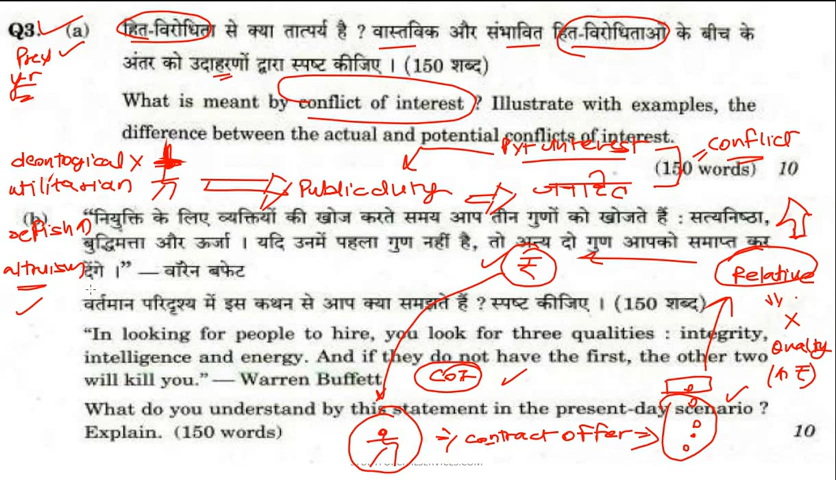 Q3. (a) हित-विरोधिता से क्या तात्पर्य है ? वास्तविक और संभावित हित-विरोधिताओं के बीच के
Prev
yr
अंतर को उदाहरणों द्वारा स्पष्ट कीजिए । (150 शब्द)
What is meant by conflict of interest ? Illustrate with examples, the
difference between the actual and potential conflicts of interest.
Pvt interest
conflict
(150 words) 10
deontogical x
utilitarian
Public duty
जनहित
(b) “नियुक्ति के लिए व्यक्तियों की खोज करते समय आप तीन गुणों को खोजते हैं : सत्यनिष्ठा,
selfish
बुद्धिमत्ता और ऊर्जा । यदि उनमें पहला गुण नहीं है, तो अन्य दो गुण आपको समाप्त कर
altruism
देंगे ।” — वॉरेन बफेट
₹
Relative
वर्तमान परिदृश्य में इस कथन से आप क्या समझते हैं ? स्पष्ट कीजिए । (150 शब्द)
x
“In looking for people to hire, you look for three qualities : integrity,
Quality
intelligence and energy. And if they do not have the first, the other two
(↑ ₹)
will kill you.” — Warren Buffett
COI
What do you understand by this statement in the present-day scenario ?
Explain. (150 words) 10
⇒ contract offer ⇒